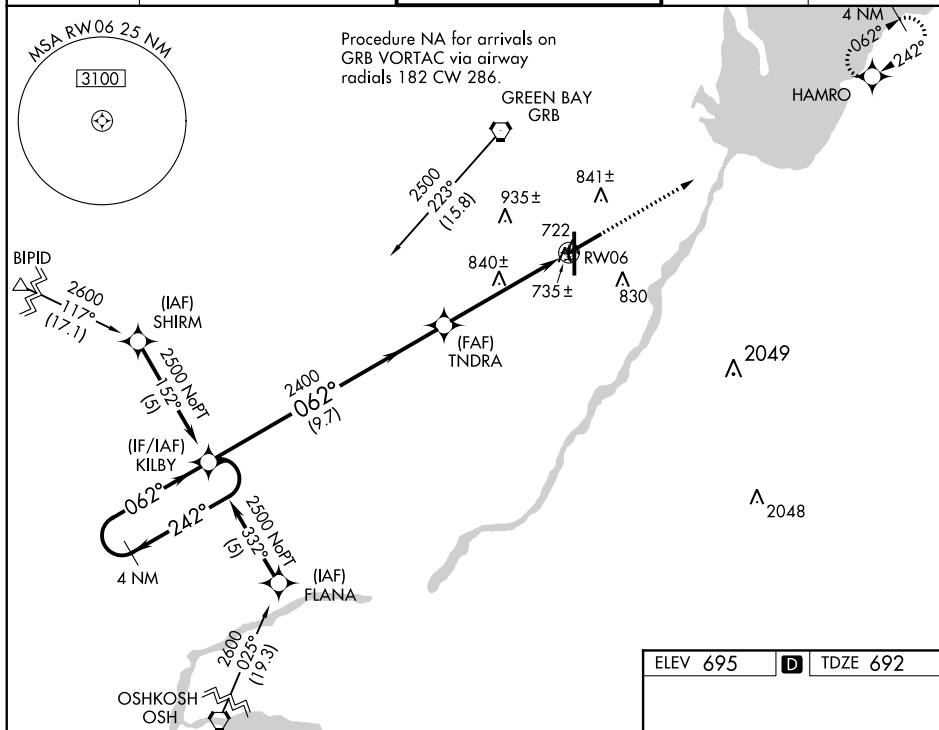 MSA RW06 25 NM
3100
Procedure NA for arrivals on
GRB VORTAC via airway
radials 182 CW 286.
4 NM
062°
242°
HAMRO
GREEN BAY
GRB
2500
223°
(15.8)
935±
841±
722
RW06
840±
735±
830
BIPID
2600
117°
(17.1)
(IAF)
SHIRM
2500 NoPT
152°
(5)
(FAF)
TNDRA
2049
2400
062°
(9.7)
(IF/IAF)
KILBY
062°
242°
4 NM
2500 NoPT
332°
(5)
2048
(IAF)
FLANA
2600
025°
(19.3)
OSHKOSH
OSH
ELEV 695
D
TDZE 692